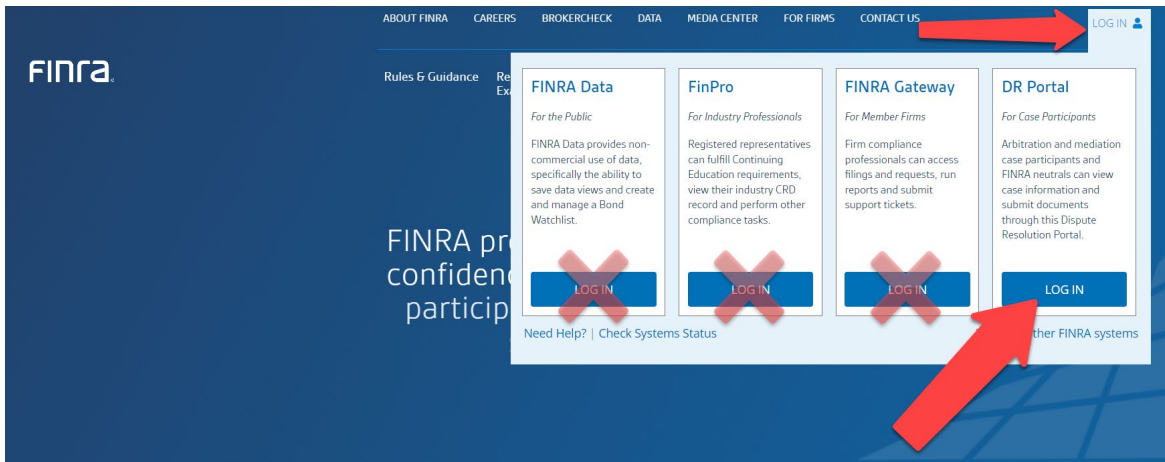 ABOUT FINRA CAREERS BROKERCHECK DATA MEDIA CENTER FOR FIRMS CONTACT US
LOG IN
FINra
Rules & Guidance
FINRA Data
For the Public
FINRA Data provides non-
commercial use of data,
specifically the ability to
save data views and create
and manage a Bond
Watchlist.
LOG IN
FinPro
For Industry Professionals
Registered representatives
can fulfill Continuing
Education requirements,
view their industry CRD
record and perform other
compliance tasks.
LOG IN
FINRA Gateway
For Member Firms
Firm compliance
professionals can access
filings and requests, run
reports and submit
support tickets.
LOG IN
DR Portal
For Case Participants
Arbitration and mediation
case participants and
FINRA neutrals can view
case information and
submit documents
through this Dispute
Resolution Portal.
LOG IN
Need Help? | Check Systems Status
FINRA systems
FINRA